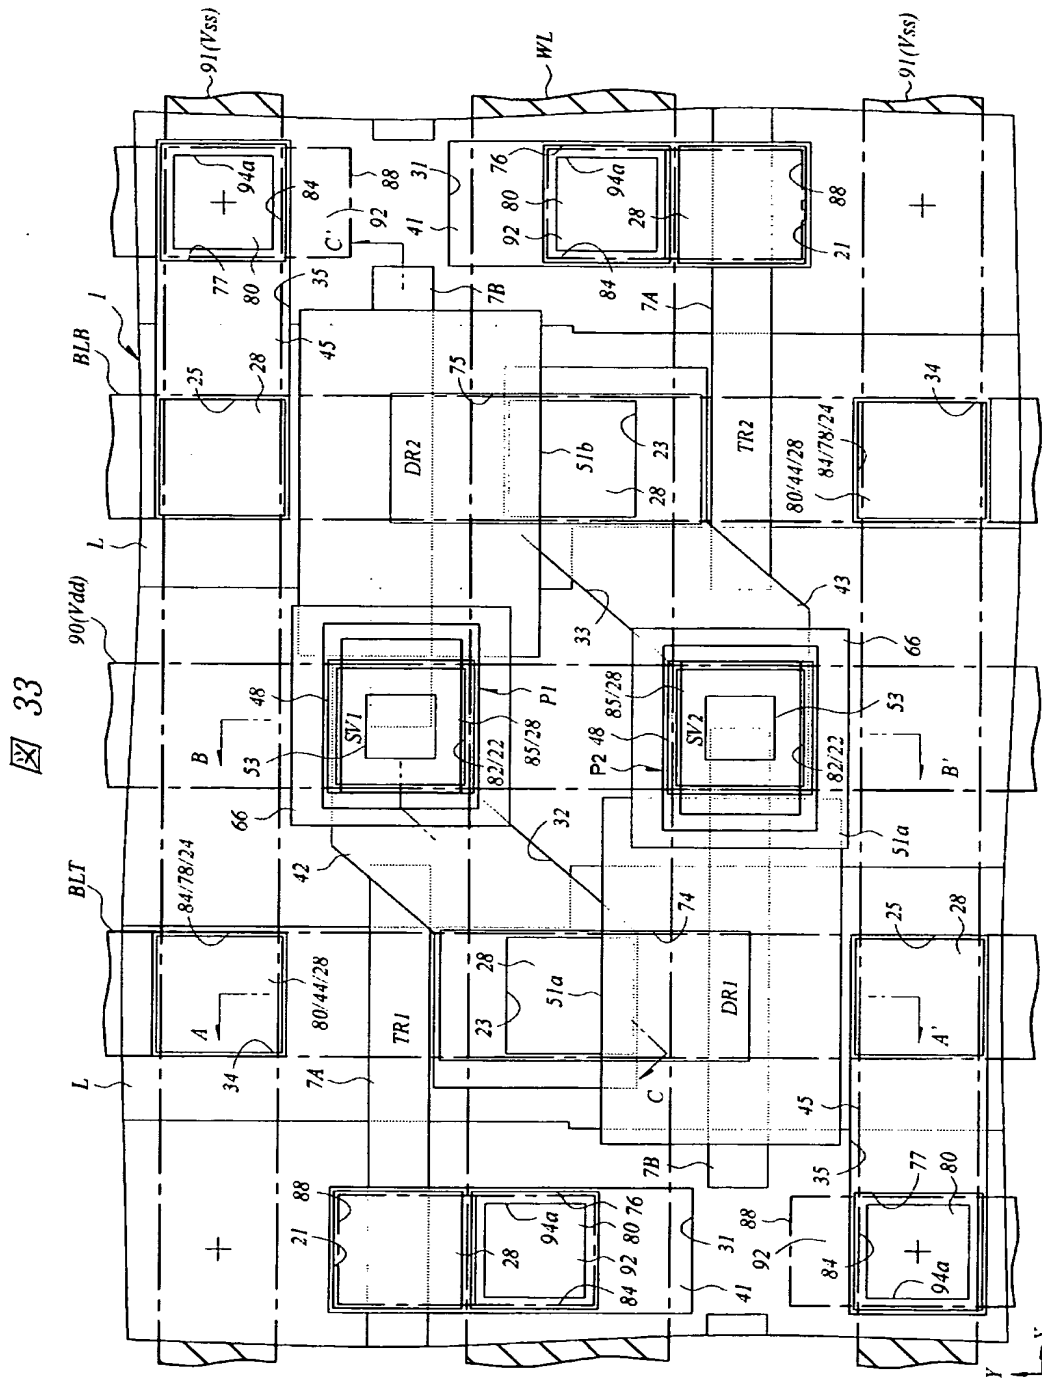 図 33
L
BLT
90(Vdd)
L
BLB
1
91(Vss)
34
A
80/44/28
84/78/24
B
25
28
77
80
94a
84
35
45
92
88
C'
21
88
7A
42
66
53
48
SV1
82/22
85/28
P1
7B
TR1
DR2
75
31
41
28
23
28
32
33
51b
28
23
76
80
92
94a
84
WL
84
92
94a
80
76
51a
74
P2
48
85/28
28
7A
41
31
7B
C
DR1
SV2
53
82/22
TR2
43
66
21
88
88
92
84
35
45
51a
80/44/28
84/78/24
34
94a
77
80
A'
25
28
B'
91(Vss)
Y
X